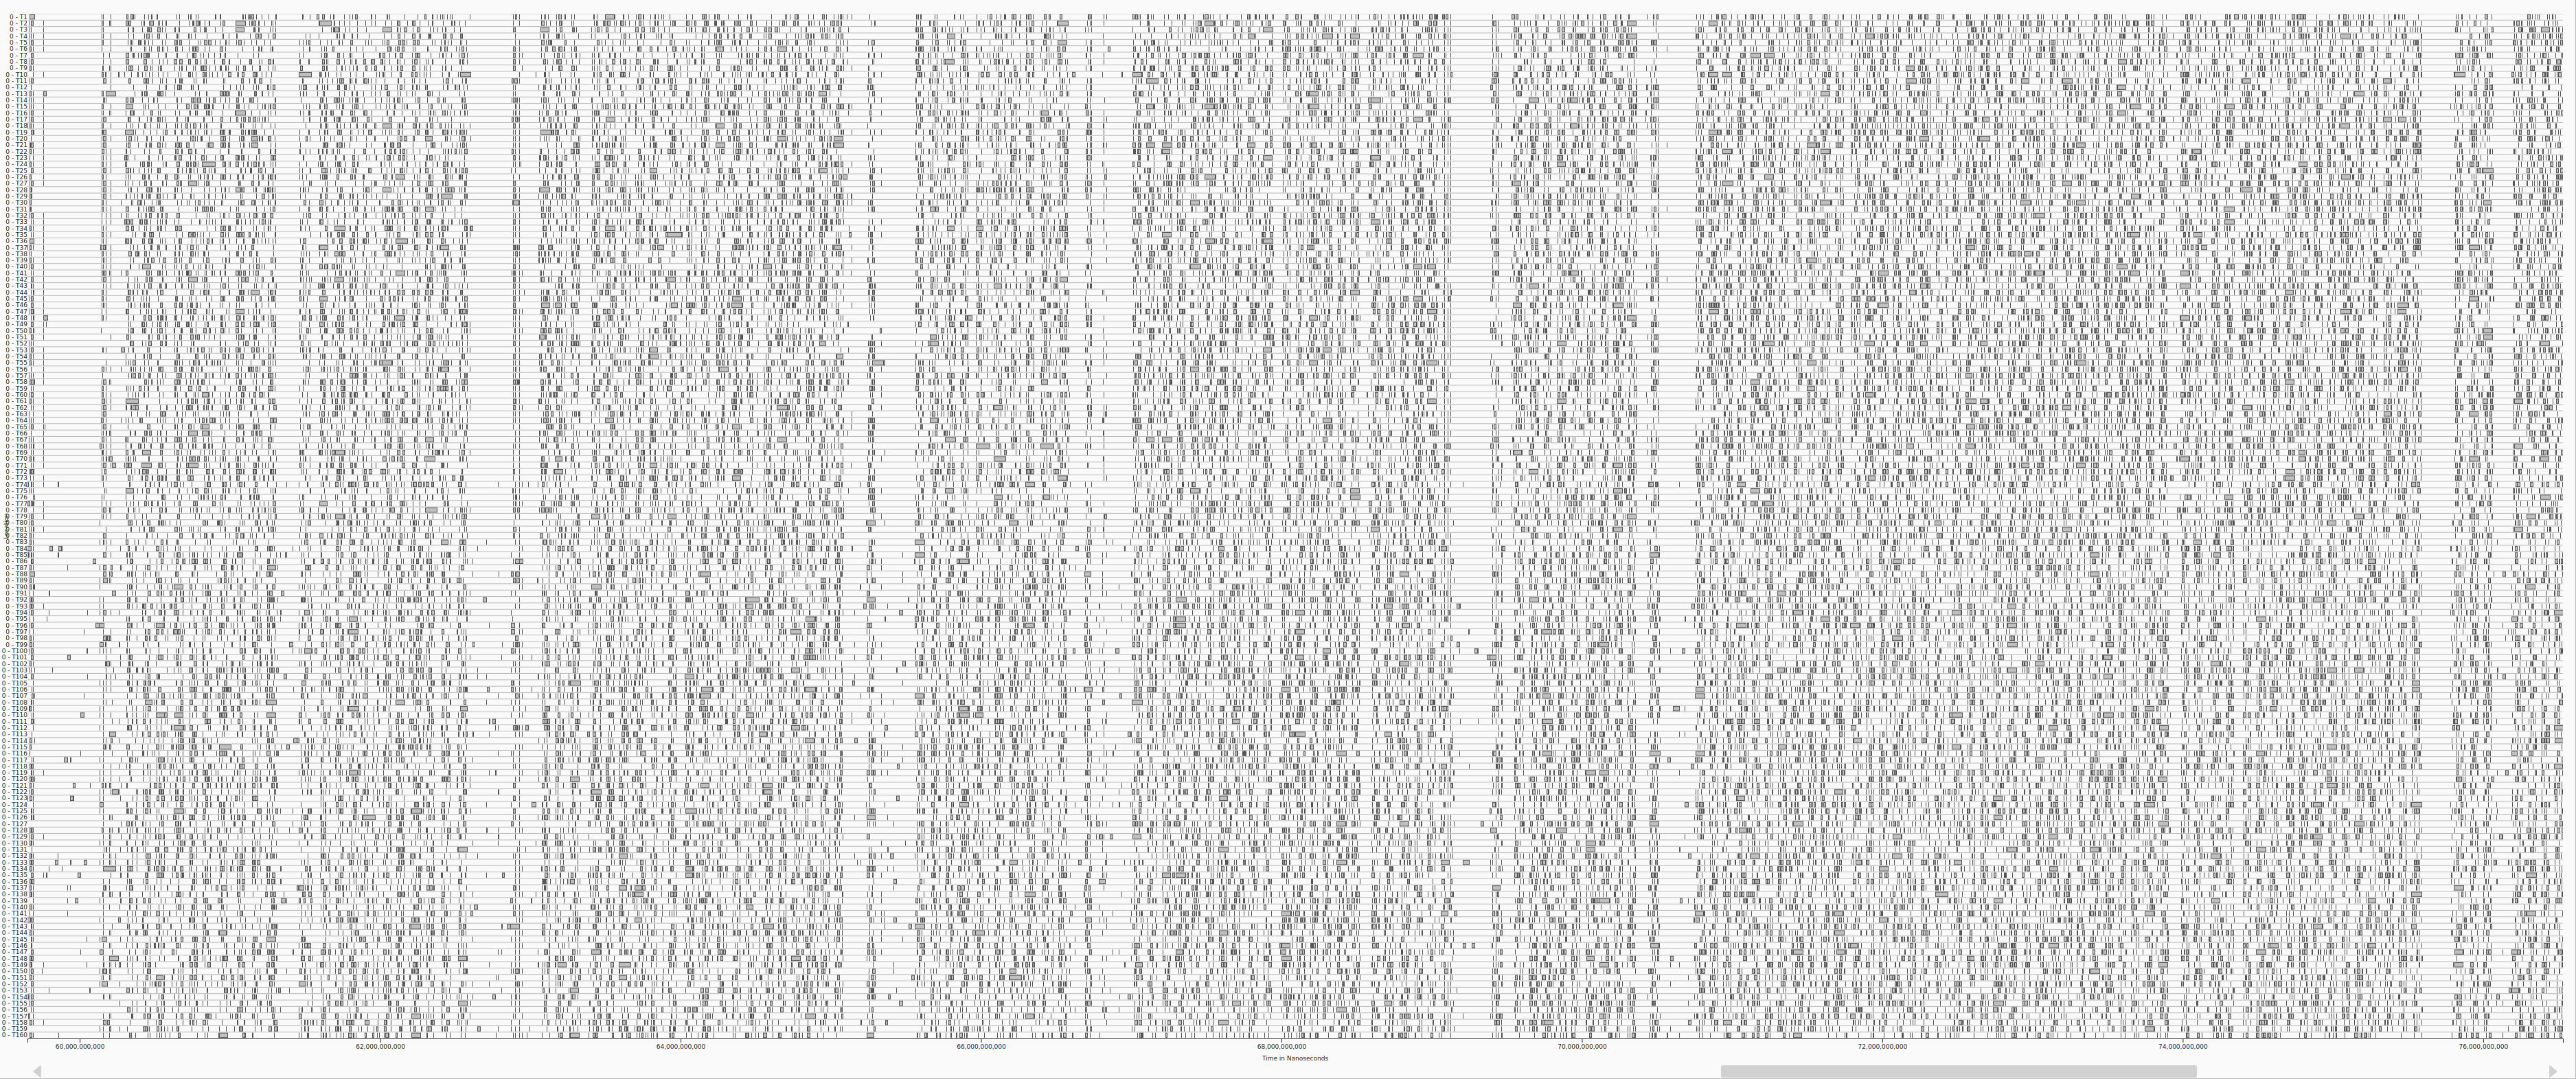 0 - T1
0 - T2
0 - T3
0 - T4
0 - T5
0 - T6
0 - T7
0 - T8
0 - T9
0 - T10
0 - T11
0 - T12
0 - T13
0 - T14
0 - T15
0 - T16
0 - T17
0 - T18
0 - T19
0 - T20
0 - T21
0 - T22
0 - T23
0 - T24
0 - T25
0 - T26
0 - T27
0 - T28
0 - T29
0 - T30
0 - T31
0 - T32
0 - T33
0 - T34
0 - T35
0 - T36
0 - T37
0 - T38
0 - T39
0 - T40
0 - T41
0 - T42
0 - T43
0 - T44
0 - T45
0 - T46
0 - T47
0 - T48
0 - T49
0 - T50
0 - T51
0 - T52
0 - T53
0 - T54
0 - T55
0 - T56
0 - T57
0 - T58
0 - T59
0 - T60
0 - T61
0 - T62
0 - T63
0 - T64
0 - T65
0 - T66
0 - T67
0 - T68
0 - T69
0 - T70
0 - T71
0 - T72
0 - T73
0 - T74
0 - T75
0 - T76
0 - T77
0 - T78
0 - T79
0 - T80
0 - T81
0 - T82
0 - T83
0 - T84
0 - T85
0 - T86
0 - T87
0 - T88
0 - T89
0 - T90
0 - T91
0 - T92
0 - T93
0 - T94
0 - T95
0 - T96
0 - T97
0 - T98
0 - T99
0 - T100
0 - T101
0 - T102
0 - T103
0 - T104
0 - T105
0 - T106
0 - T107
0 - T108
0 - T109
0 - T110
0 - T111
0 - T112
0 - T113
0 - T114
0 - T115
0 - T116
0 - T117
0 - T118
0 - T119
0 - T120
0 - T121
0 - T122
0 - T123
0 - T124
0 - T125
0 - T126
0 - T127
0 - T128
0 - T129
0 - T130
0 - T131
0 - T132
0 - T133
0 - T134
0 - T135
0 - T136
0 - T137
0 - T138
0 - T139
0 - T140
0 - T141
0 - T142
0 - T143
0 - T144
0 - T145
0 - T146
0 - T147
0 - T148
0 - T149
0 - T150
0 - T151
0 - T152
0 - T153
0 - T154
0 - T155
0 - T156
0 - T157
0 - T158
0 - T159
0 - T160
60,000,000,000 62,000,000,000 64,000,000,000 66,000,000,000 68,000,000,000 70,000,000,000 72,000,000,000 74,000,000,000 76,000,000,000
Time in Nanoseconds